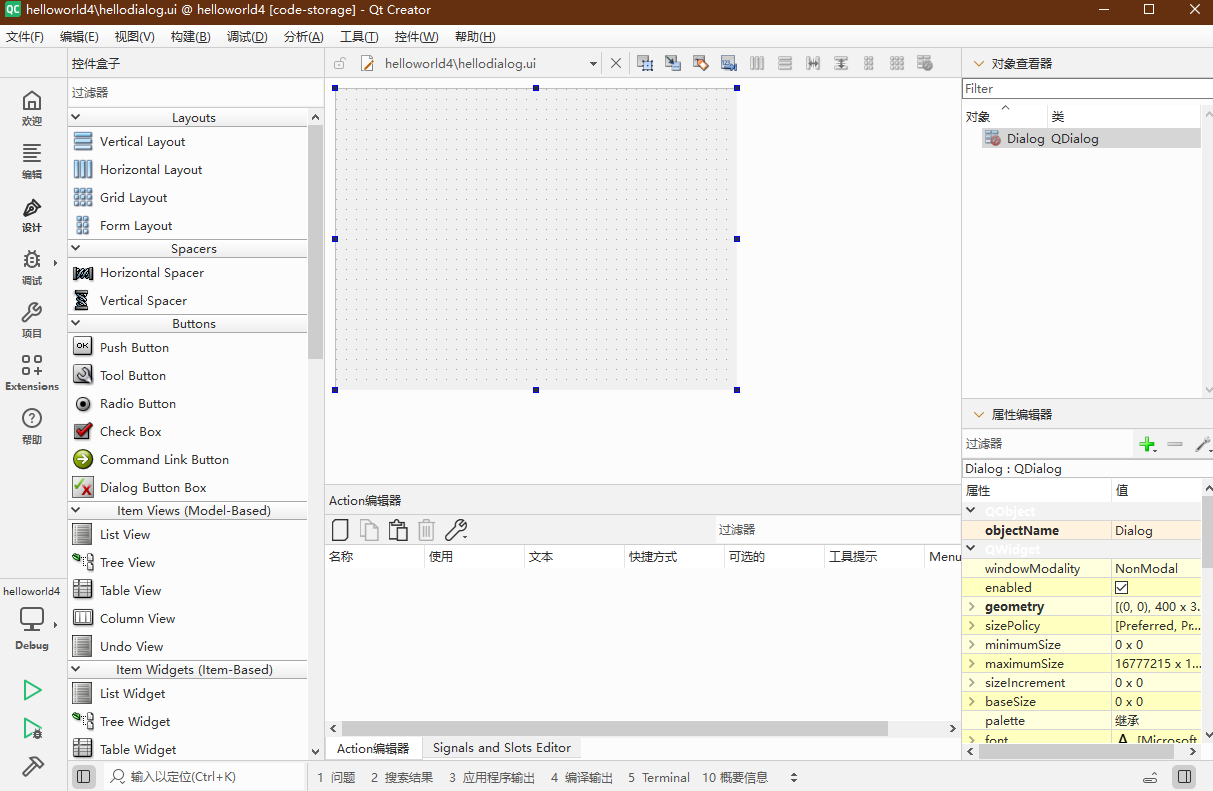 QC helloworld4\hellodialog.ui @ helloworld4 [code-storage] - Qt Creator
文件(F) 编辑(E) 视图(V) 构建(B) 调试(D) 分析(A) 工具(T) 控件(W) 帮助(H)
控件盒子
helloworld4\hellodialog.ui
对象查看器
欢迎
编辑
设计
调试
项目
Extensions
帮助
helloworld4
Debug
过滤器
Layouts
Vertical Layout
Horizontal Layout
Grid Layout
Form Layout
Spacers
Horizontal Spacer
Vertical Spacer
Buttons
OK Push Button
Tool Button
Radio Button
Check Box
Command Link Button
Dialog Button Box
Item Views (Model-Based)
List View
Tree View
Table View
Column View
Undo View
Item Widgets (Item-Based)
List Widget
Tree Widget
Table Widget
Action编辑器
过滤器
名称 使用 文本 快捷方式 可选的 工具提示 Menu
Action编辑器 Signals and Slots Editor
Filter
对象 类
Dialog QDialog
属性编辑器
过滤器
Dialog : QDialog
属性 值
QObject
objectName Dialog
QWidget
windowModality NonModal
enabled
geometry [(0, 0), 400 x 3...
sizePolicy [Preferred, Pr...
minimumSize 0 x 0
maximumSize 16777215 x 1...
sizeIncrement 0 x 0
baseSize 0 x 0
palette 继承
font A [Microsoft
输入以定位(Ctrl+K) 1 问题 2 搜索结果 3 应用程序输出 4 编译输出 5 Terminal 10 概要信息